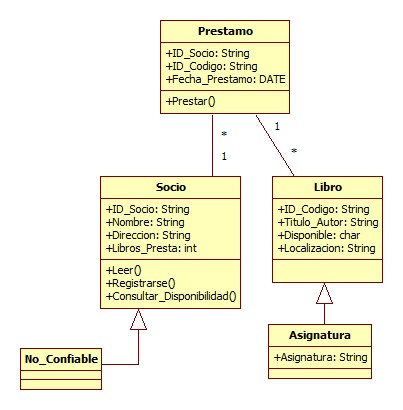 Prestamo
+ID_Socio: String
+ID_Codigo: String
+Fecha_Prestamo: DATE
+Prestar()
*
1
1
*
Socio
+ID_Socio: String
+Nombre: String
+Direccion: String
+Libros_Presta: int
+Leer()
+Registrarse()
+Consultar_Disponibilidad()
Libro
+ID_Codigo: String
+Titulo_Autor: String
+Disponible: char
+Localizacion: String
No_Confiable
Asignatura
+Asignatura: String